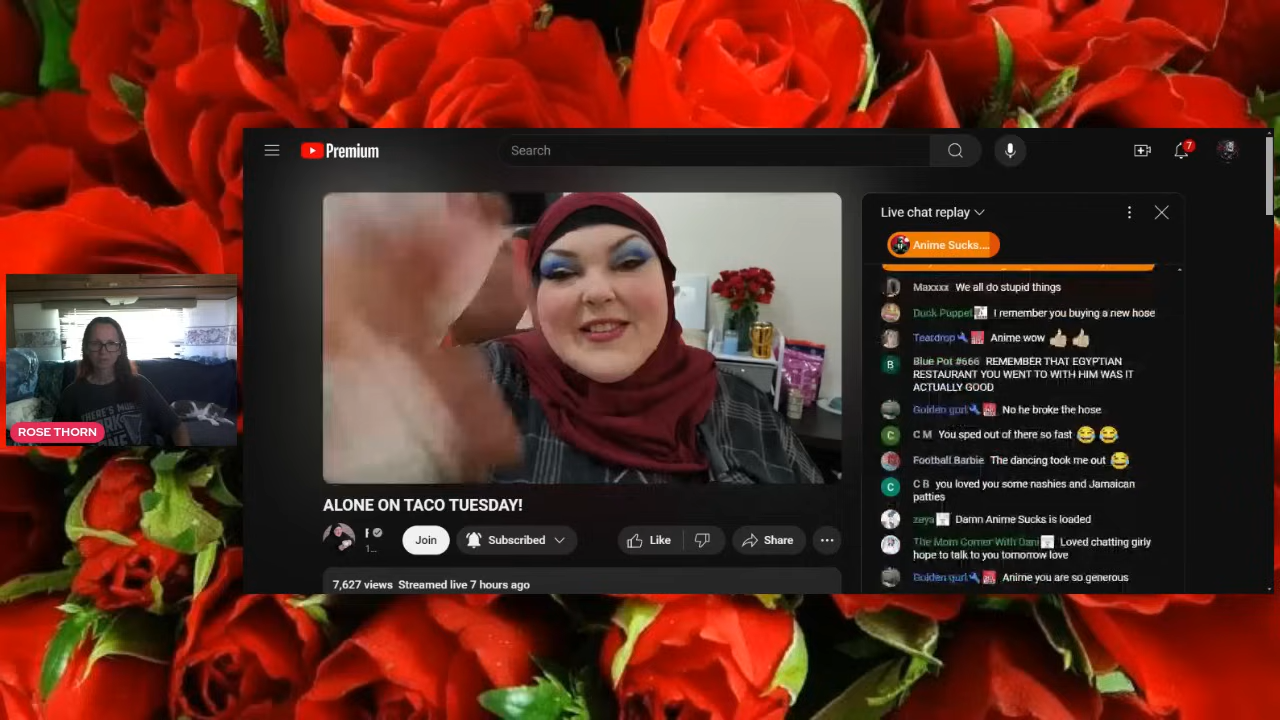 Premium
Search
7
Live chat replay
Anime Sucks....
Maxxxx We all do stupid things
Duck Puppet I remember you buying a new hose
Teardrop Anime wow
B
Blue Pot #666 REMEMBER THAT EGYPTIAN
RESTAURANT YOU WENT TO WITH HIM WAS IT
ACTUALLY GOOD
Golden gurl No he broke the hose
C
C M You sped out of there so fast
Football Barbie The dancing took me out
C
C B you loved you some nashies and Jamaican
patties
zaya Damn Anime Sucks is loaded
The Mom Corner With Dani Loved chatting girly
hope to talk to you tomorrow love
Golden gurl Anime you are so generous
ROSE THORN
ALONE ON TACO TUESDAY!
1...
Join
Subscribed
Like
Share
7,627 views Streamed live 7 hours ago